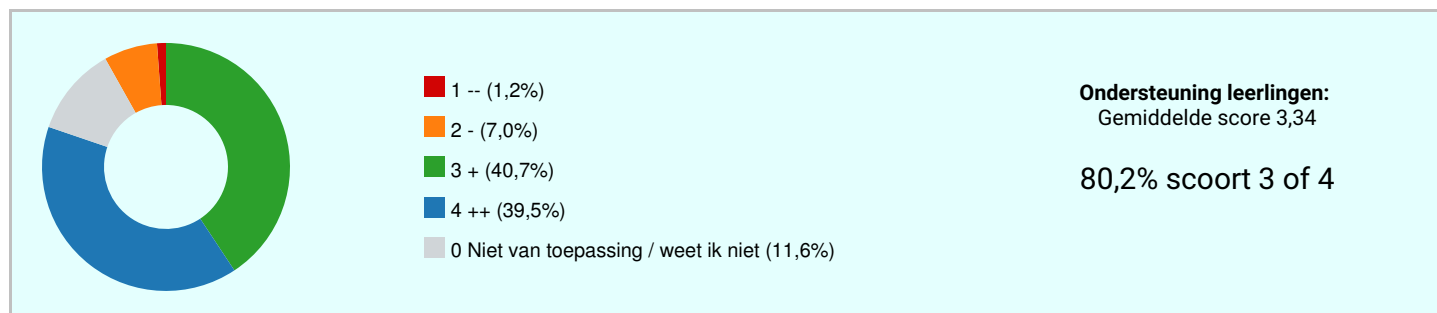 1 -- (1,2%)
2 - (7,0%)
3 + (40,7%)
4 ++ (39,5%)
0 Niet van toepassing / weet ik niet (11,6%)
Ondersteuning leerlingen:
Gemiddelde score 3,34
80,2% scoort 3 of 4